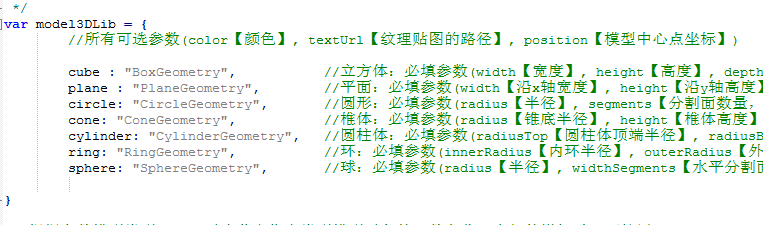 */
var model3DLib = {
//所有可选参数(color【颜色】, textUrl【纹理贴图的路径】, position【模型中心点坐标】)
cube : "BoxGeometry", //立方体: 必填参数(width【宽度】, height【高度】, depth
plane : "PlaneGeometry", //平面: 必填参数(width【沿x轴宽度】, height【沿y轴高度】
circle: "CircleGeometry", //圆形: 必填参数(radius【半径】, segments【分割面数量,
cone: "ConeGeometry", //椎体: 必填参数(radius【锥底半径】, height【椎体高度】
cylinder: "CylinderGeometry", //圆柱体: 必填参数(radiusTop【圆柱体顶端半径】, radiusB
ring: "RingGeometry", //环: 必填参数(innerRadius【内环半径】, outerRadius【外
sphere: "SphereGeometry", //球: 必填参数(radius【半径】, widthSegments【水平分割面
}